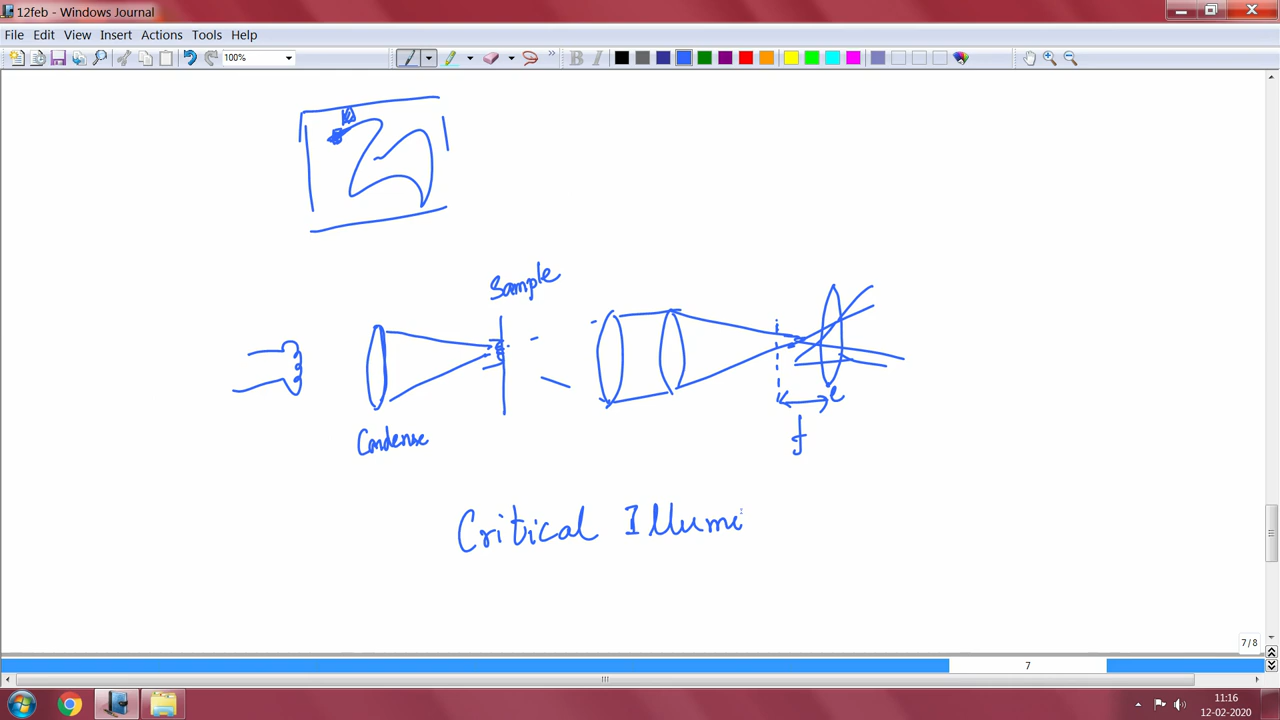 12feb - Windows Journal
File Edit View Insert Actions Tools Help
100%
B I
Sample
Condense
f
Critical Illumi
7/8
7
11:16
12-02-2020